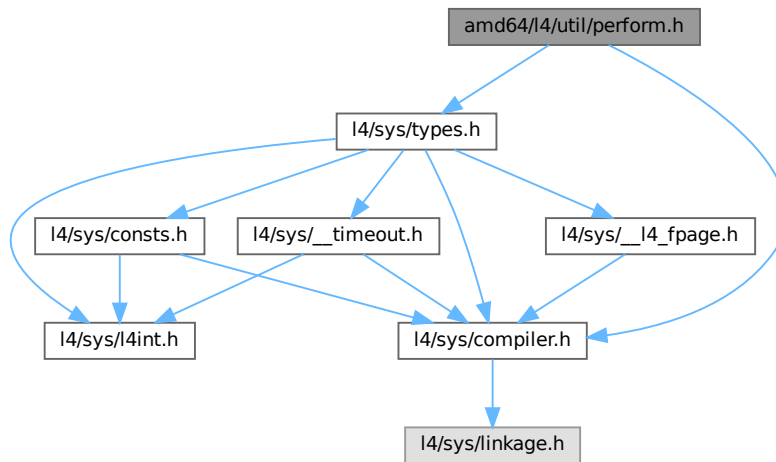 amd64/l4/util/perform.h
l4/sys/types.h
l4/sys/consts.h
l4/sys/__timeout.h
l4/sys/__l4_fpage.h
l4/sys/l4int.h
l4/sys/compiler.h
l4/sys/linkage.h